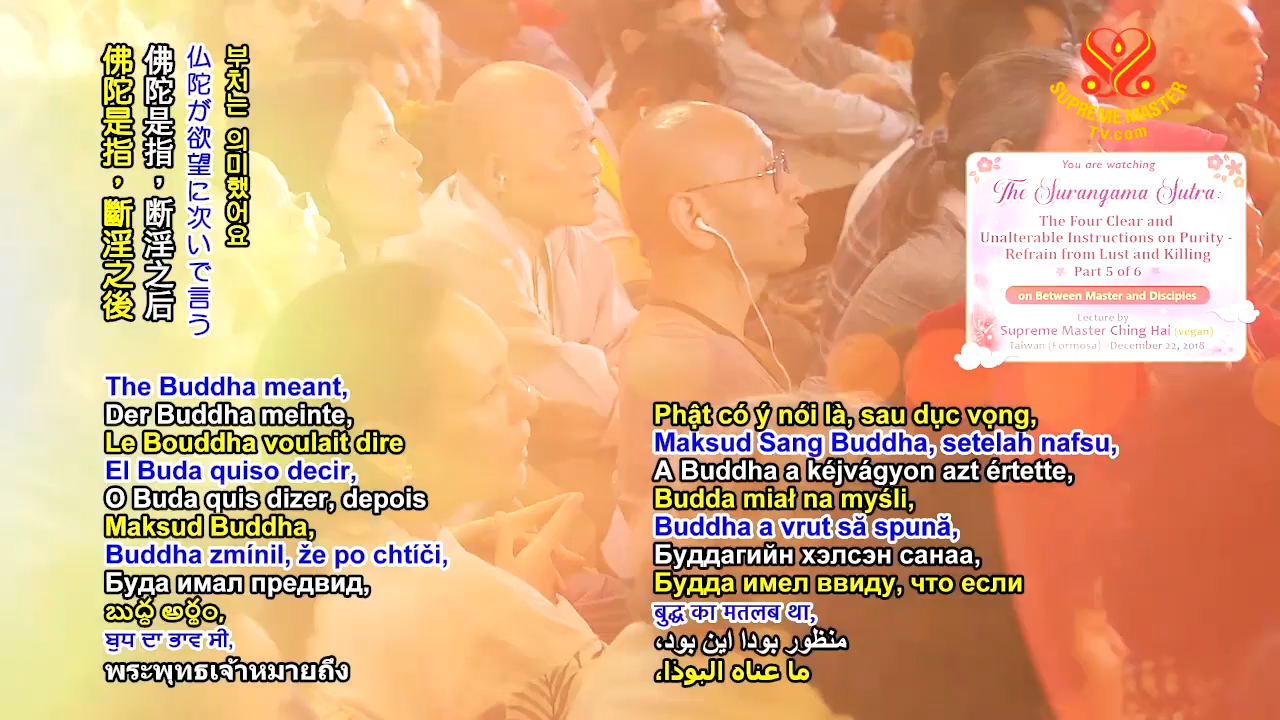 부처는 의미했어요
仏陀が欲望に次いで言う
佛陀是指，断淫之后
佛陀是指，斷淫之後
SUPREME MASTER
TV.com
You are watching
The Surangama Sutra:
The Four Clear and
Unalterable Instructions on Purity -
Refrain from Lust and Killing
Part 5 of 6
on Between Master and Disciples
Lecture by
Supreme Master Ching Hai (vegan)
Taiwan (Formosa) - December 22, 2018
The Buddha meant,
Der Buddha meinte,
Le Bouddha voulait dire
El Buda quiso decir,
O Buda quis dizer, depois
Maksud Buddha,
Buddha zmínil, že po chtíči,
Буда имал предвид,
బుద్ధ అర్థం,
ਬੁਧ ਦਾ ਭਾਵ ਸੀ,
พระพุทธเจ้าหมายถึง
Phật có ý nói là, sau dục vọng,
Maksud Sang Buddha, setelah nafsu,
A Buddha a kéjvágyon azt értette,
Budda miał na myśli,
Buddha a vrut să spună,
Буддагийн хэлсэн санаа,
Будда имел ввиду, что если
बुद्ध का मतलब था,
منظور بودا این بود،
ما عناه البوذا،